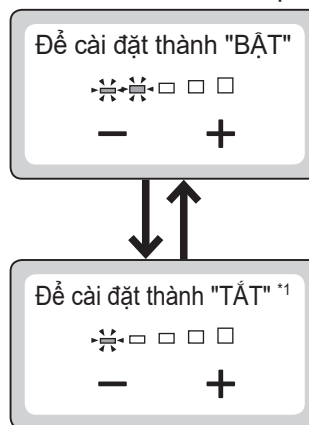 Để cài đặt thành "BẬT"
− +
Để cài đặt thành "TẮT" *1
− +